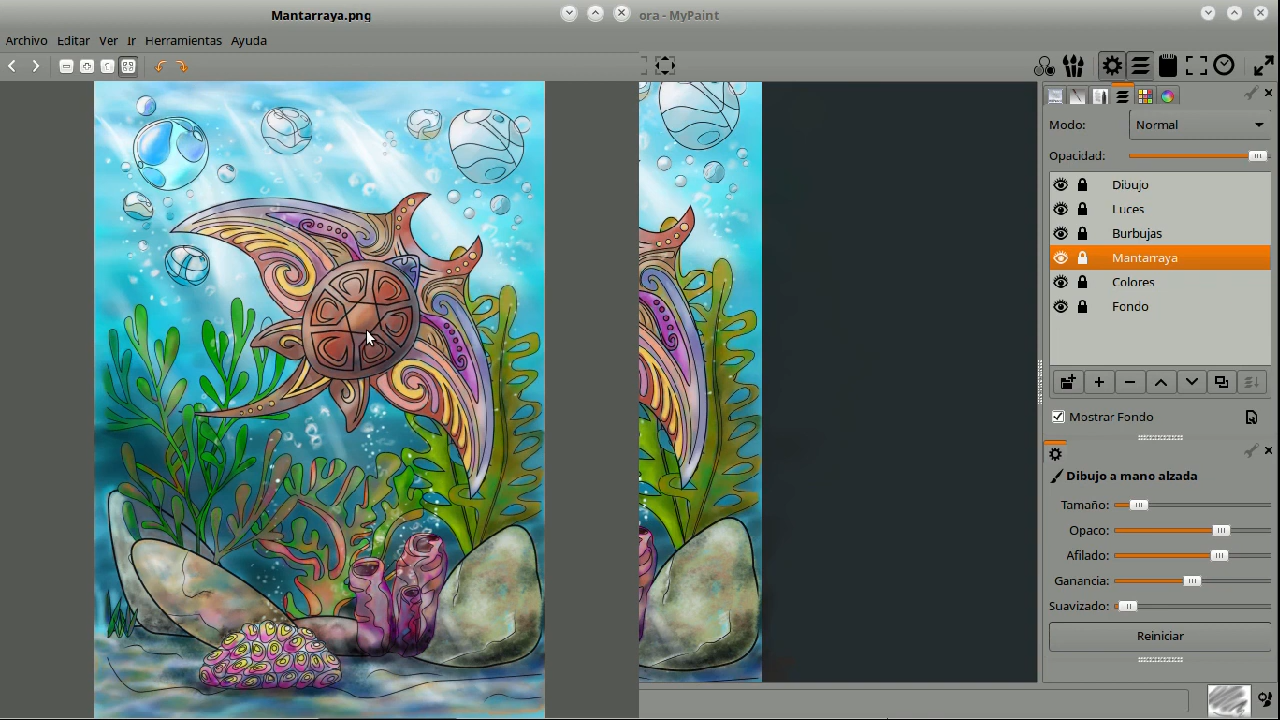 Mantarraya.png
ora - MyPaint
Archivo Editar Ver Ir Herramientas Ayuda
Modo: Normal
Opacidad:
Dibujo
Luces
Burbujas
Mantarraya
Colores
Fondo
Mostrar Fondo
Dibujo a mano alzada
Tamaño:
Opaco:
Afilado:
Ganancia:
Suavizado:
Reiniciar